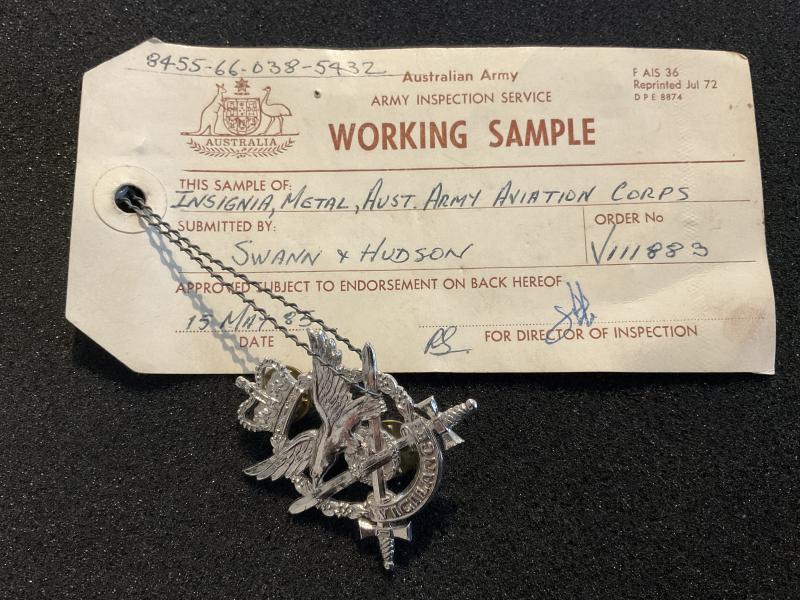 8455-66-038-5432
Australian Army
F AIS 36
Reprinted Jul 72
D P E 8874
ARMY INSPECTION SERVICE
AUSTRALIA
WORKING SAMPLE
THIS SAMPLE OF:
INSIGNIA, METAL, AUST. ARMY AVIATION CORPS
SUBMITTED BY:
SWANN & HUDSON
ORDER No
V111883
APPROVED SUBJECT TO ENDORSEMENT ON BACK HEREOF
15 MAY 85
DATE
FOR DIRECTOR OF INSPECTION
VIGILANCE